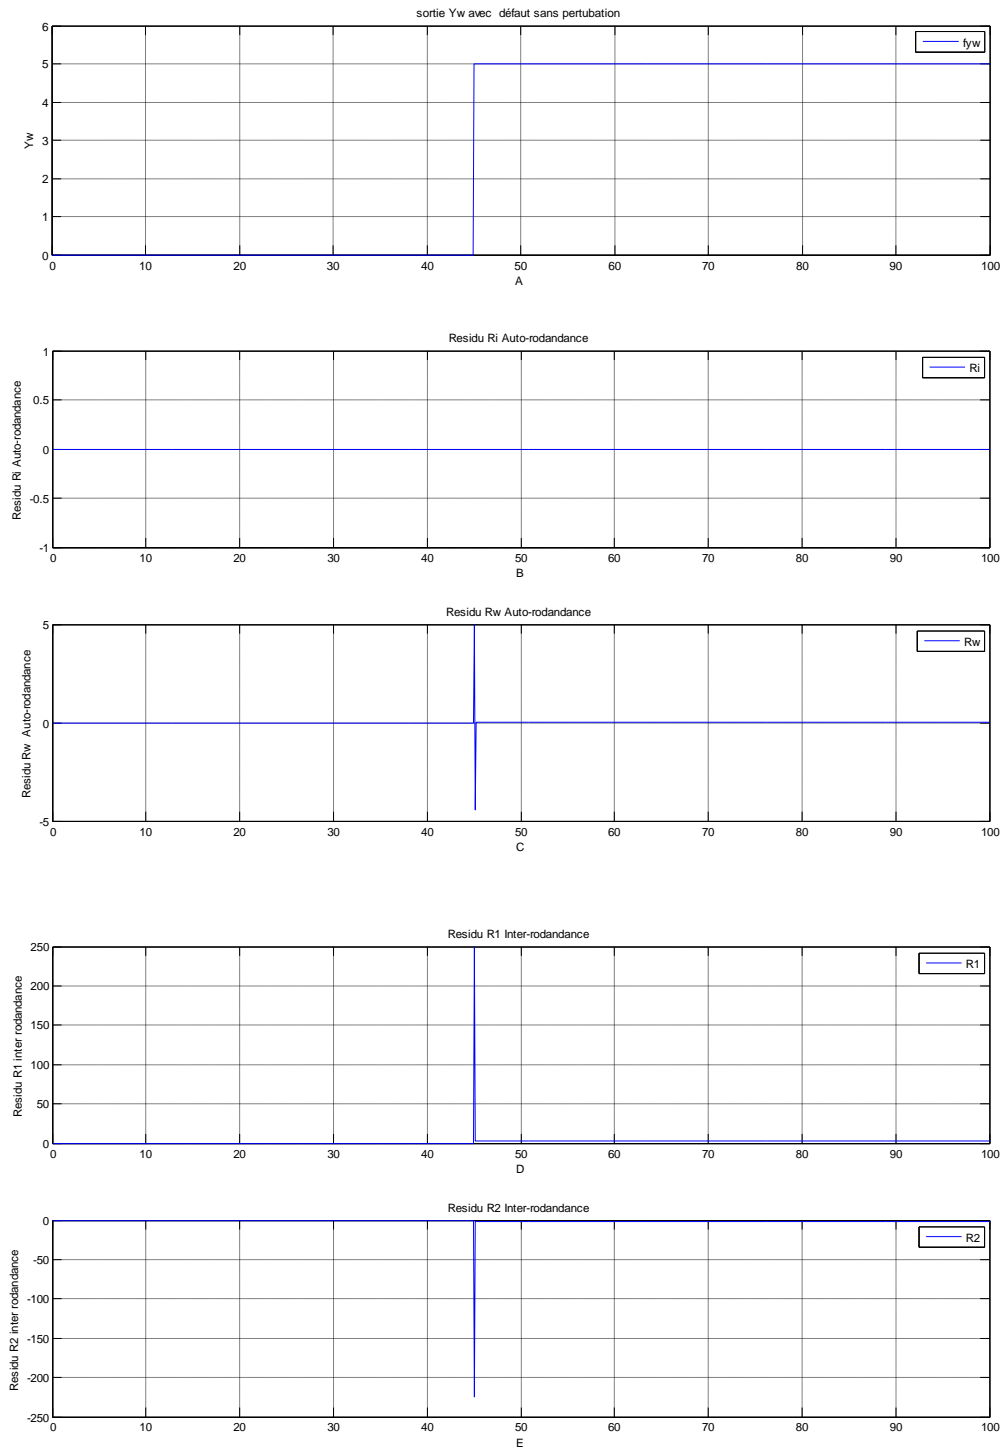 sortie Yw avec  défaut sans pertubation
6
5
4
3
2
1
0
Yw
fyw
0 10 20 30 40 50 60 70 80 90 100
A
Residu Ri Auto-rodandance
1
0.5
0
-0.5
-1
Residu Ri Auto-rodandance
Ri
0 10 20 30 40 50 60 70 80 90 100
B
Residu Rw Auto-rodandance
5
0
-5
Residu Rw  Auto-rodandance
Rw
0 10 20 30 40 50 60 70 80 90 100
C
Residu R1 Inter-rodandance
250
200
150
100
50
0
Residu R1 inter rodandance
R1
0 10 20 30 40 50 60 70 80 90 100
D
Residu R2 Inter-rodandance
0
-50
-100
-150
-200
-250
Residu R2 inter rodandance
R2
0 10 20 30 40 50 60 70 80 90 100
E